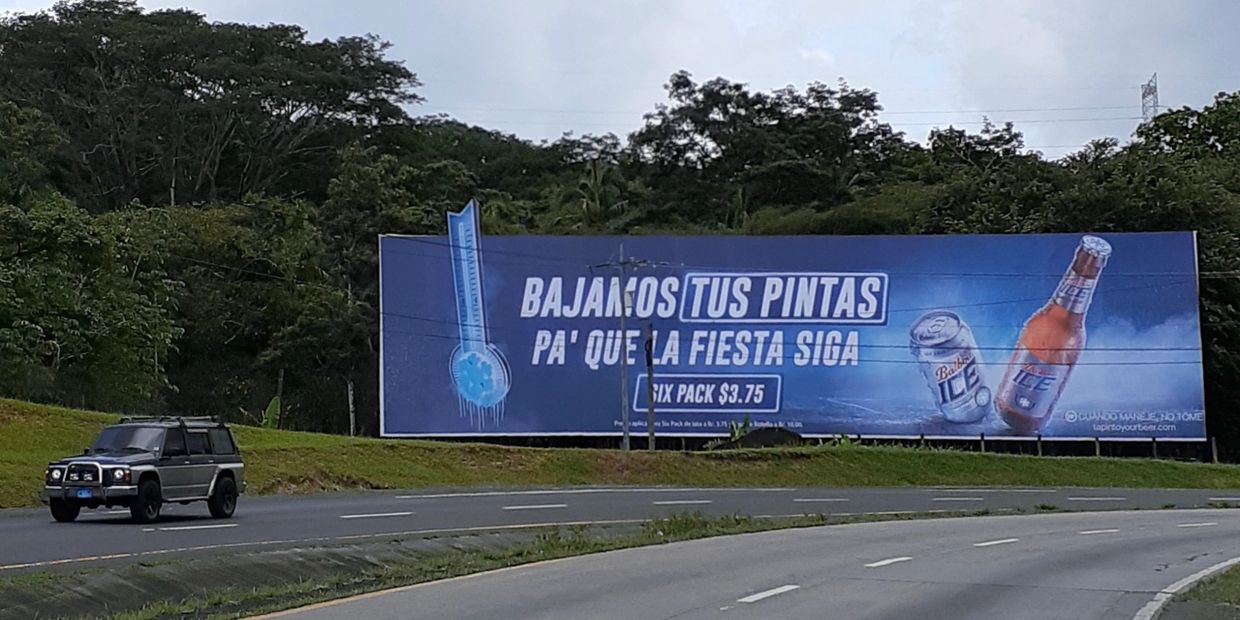 BAJAMOS TUS PINTAS
PA' QUE LA FIESTA SIGA
SIX PACK $3.75
Balboa
ICE
ICE
ICE
CUANDO MANEJE, NO TOME
tapintoyourbeer.com